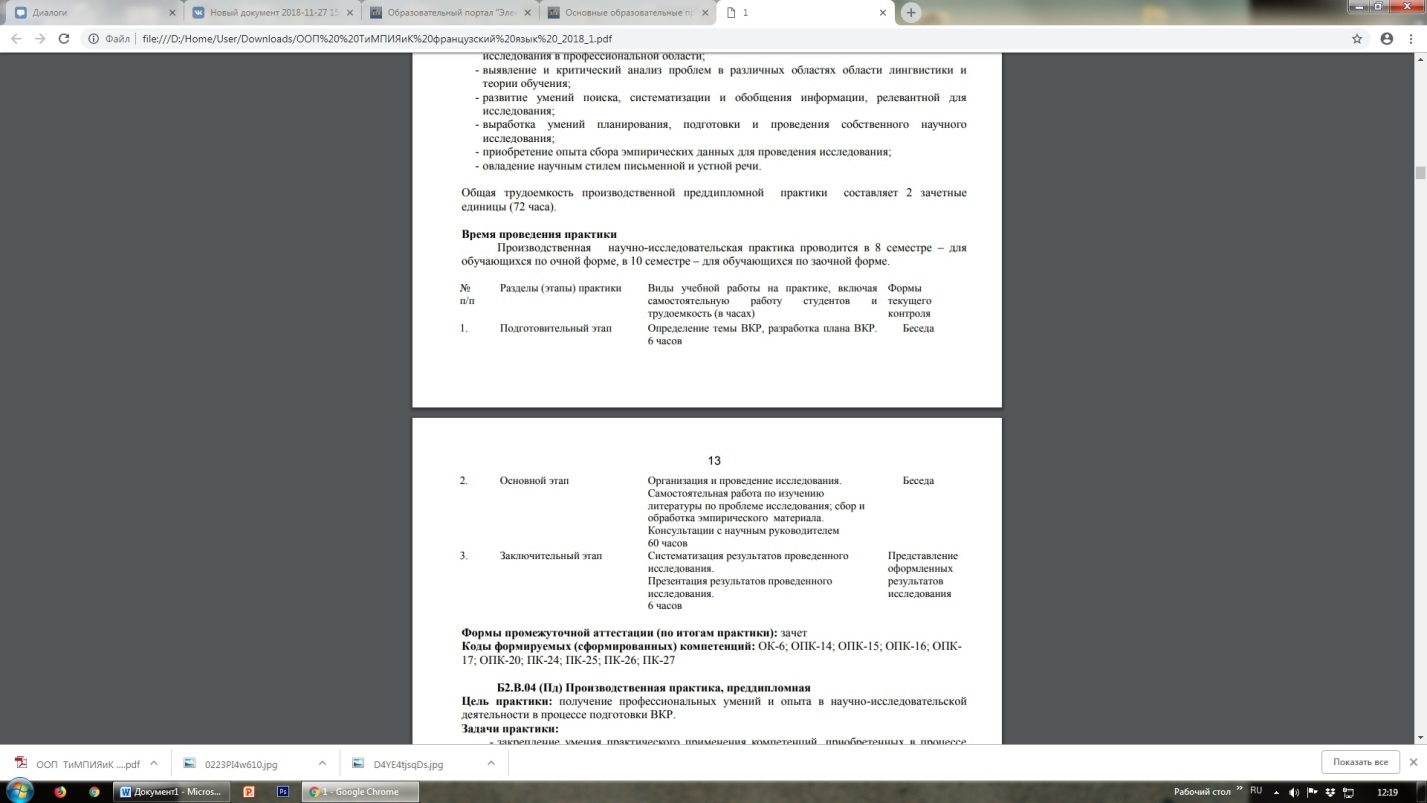 Диалоги
Новый документ 2018-11-27 15
Образовательный портал "Эле
Основные образовательные пр
1
Файл | file:///D:/Home/User/Downloads/ООП%20%20ТиМПИЯиК%20французский%20язык%20_2018_1.pdf
исследования в профессиональной области;
- выявление и критический анализ проблем в различных областях области лингвистики и
теории обучения;
- развитие умений поиска, систематизации и обобщения информации, релевантной для
исследования;
- выработка умений планирования, подготовки и проведения собственного научного
исследования;
- приобретение опыта сбора эмпирических данных для проведения исследования;
- овладение научным стилем письменной и устной речи.
Общая трудоемкость производственной преддипломной практики составляет 2 зачетные
единицы (72 часа).
Время проведения практики
Производственная научно-исследовательская практика проводится в 8 семестре – для
обучающихся по очной форме, в 10 семестре – для обучающихся по заочной форме.
№ Разделы (этапы) практики Виды учебной работы на практике, включая Формы
п/п самостоятельную работу студентов и текущего
трудоемкость (в часах) контроля
1. Подготовительный этап Определение темы ВКР, разработка плана ВКР. Беседа
6 часов
13
2. Основной этап Организация и проведение исследования. Беседа
Самостоятельная работа по изучению
литературы по проблеме исследования; сбор и
обработка эмпирического материала.
Консультации с научным руководителем
60 часов
3. Заключительный этап Систематизация результатов проведенного Представление
исследования. оформленных
Презентация результатов проведенного результатов
исследования. исследования
6 часов
Формы промежуточной аттестации (по итогам практики): зачет
Коды формируемых (сформированных) компетенций: ОК-6; ОПК-14; ОПК-15; ОПК-16; ОПК-
17; ОПК-20; ПК-24; ПК-25; ПК-26; ПК-27
Б2.В.04 (Пд) Производственная практика, преддипломная
Цель практики: получение профессиональных умений и опыта в научно-исследовательской
деятельности в процессе подготовки ВКР.
Задачи практики:
- закрепление умения практического применения компетенций, приобретенных в процессе
ООП ТиМПИЯиК ....pdf
0223Pl4w610.jpg
D4YE4tjsqDs.jpg
Показать все
Документ1 - Micros...
1 - Google Chrome
Рабочий стол
RU
12:19